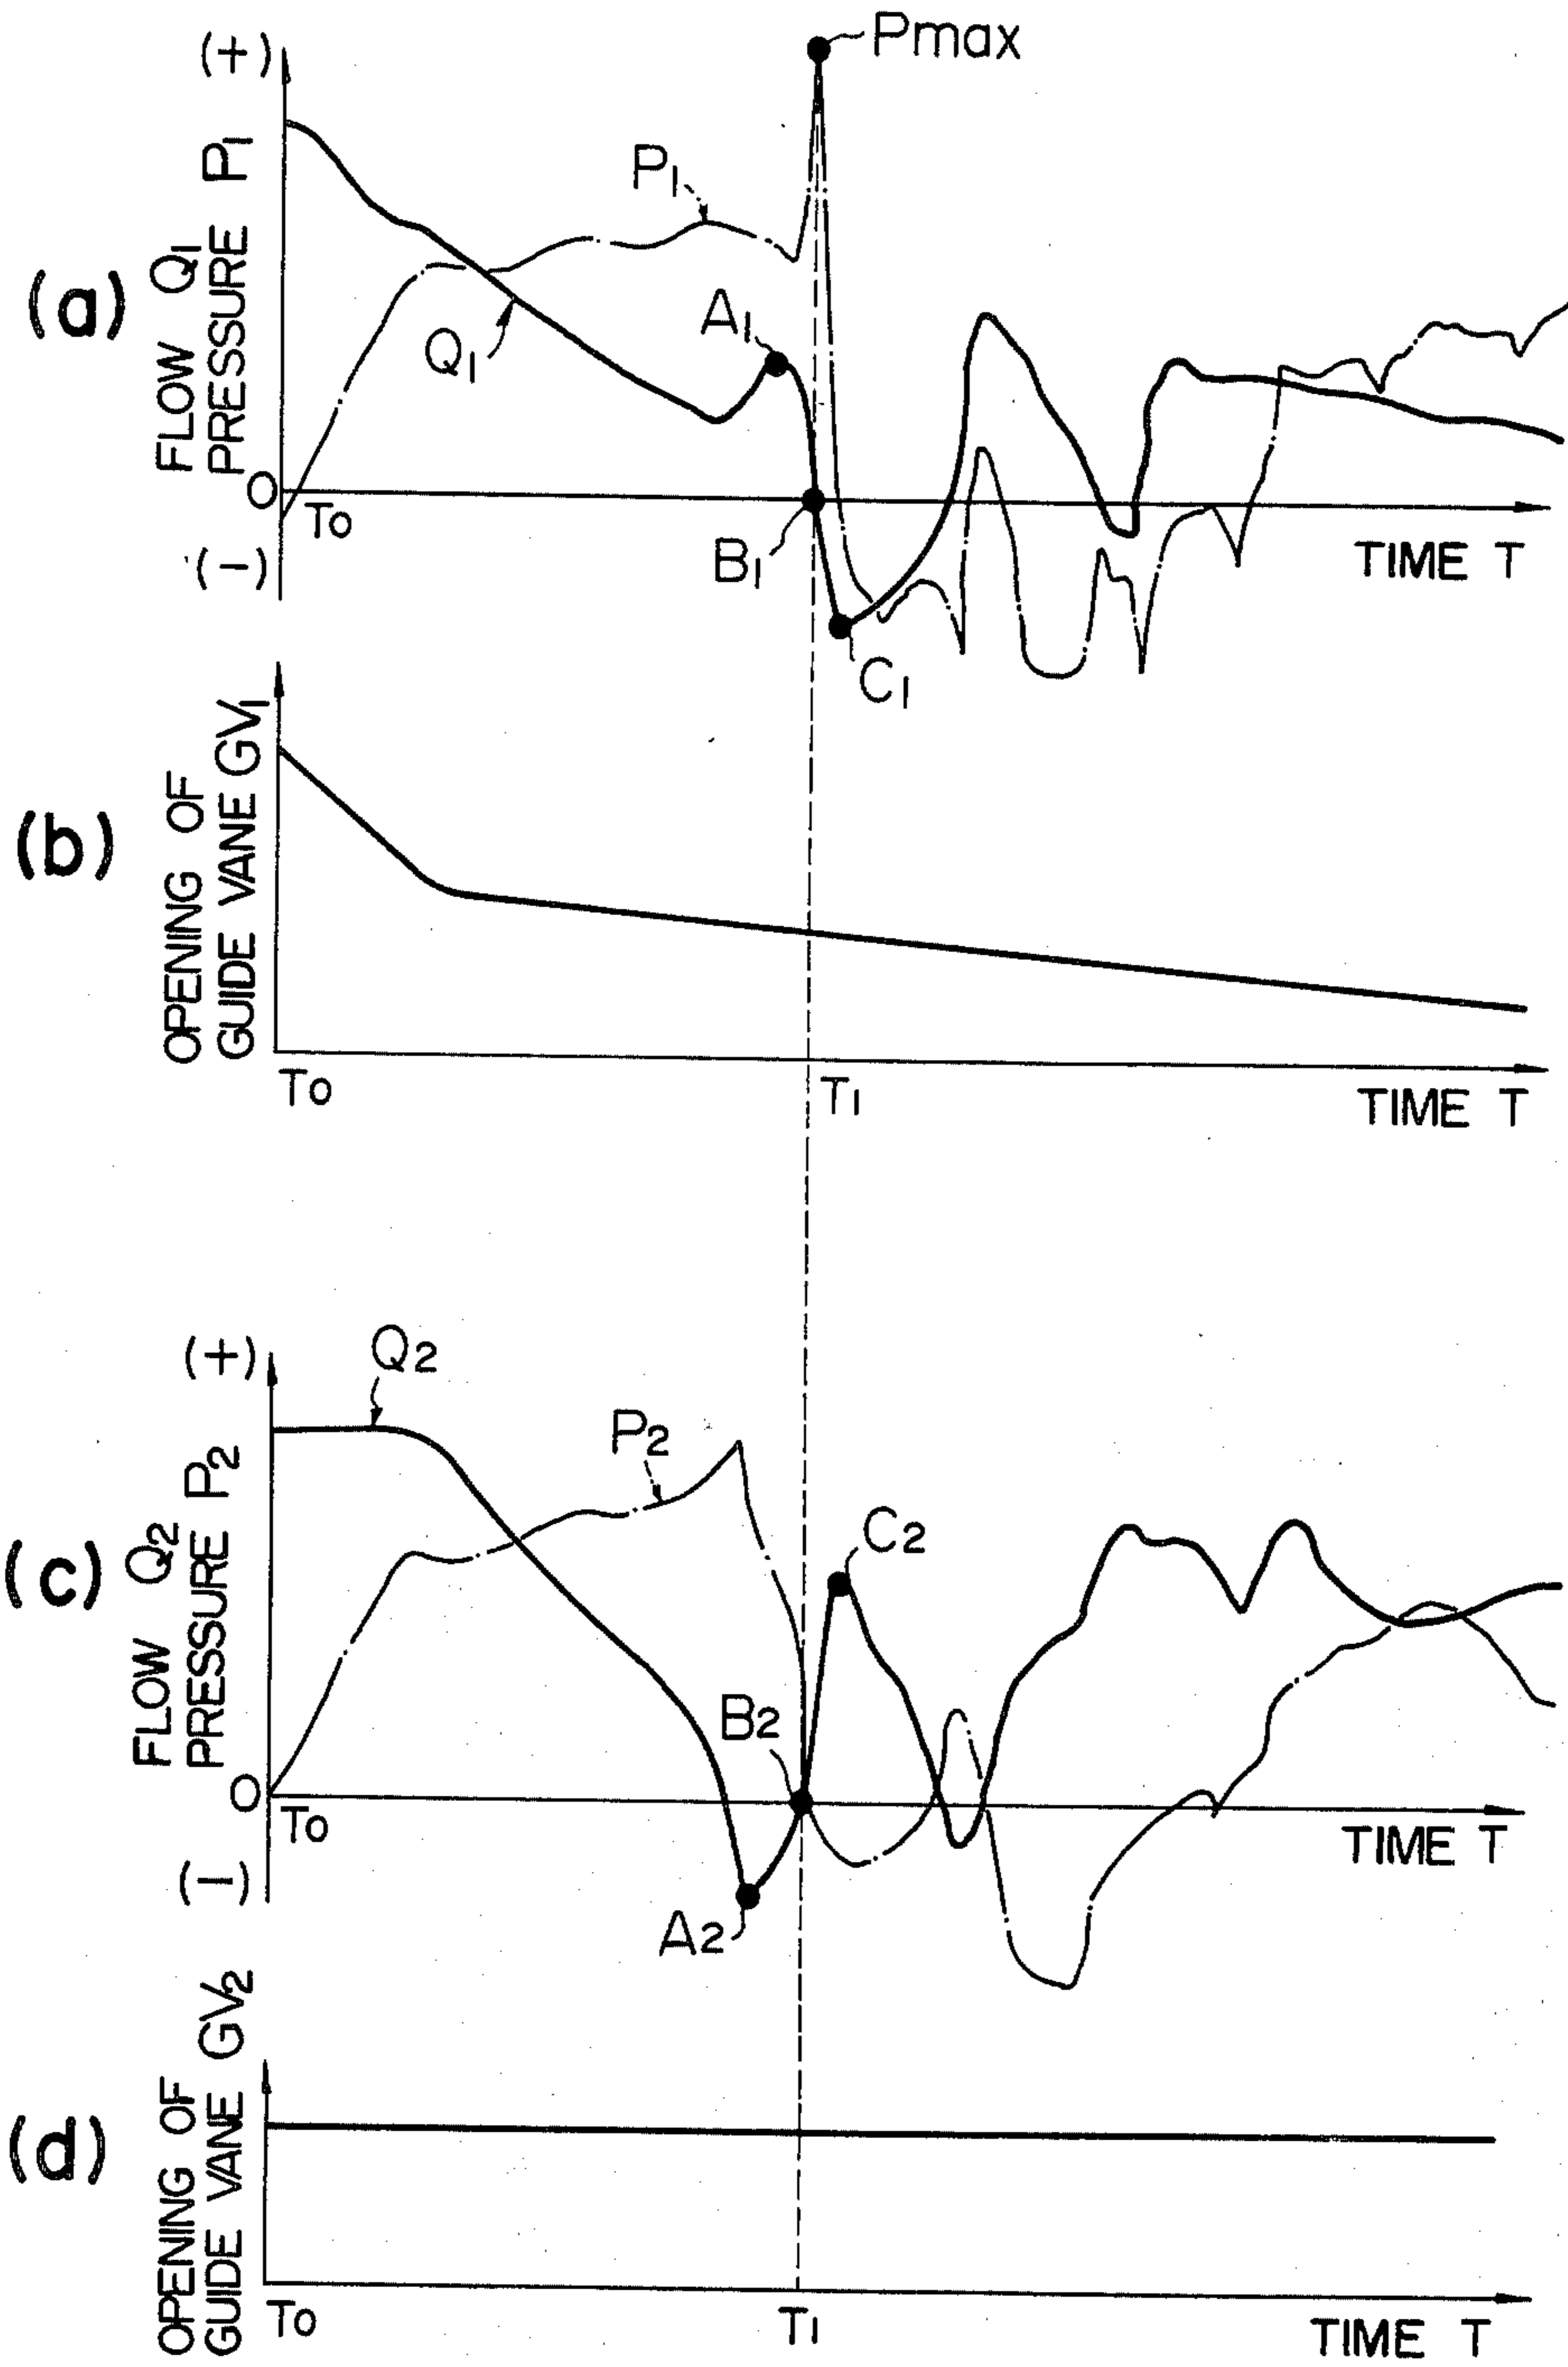 (a)
(+)
FLOW Q1
PRESSURE P1
O
(-)
Pmax
P1
Q1
A1
B1
C1
To
TIME T
(b)
OPENING OF
GUIDE VANE GV1
To
T1
TIME T
(c)
(+)
FLOW Q2
PRESSURE P2
O
(-)
Q2
P2
C2
B2
A2
To
TIME T
(d)
OPENING OF
GUIDE VANE GV2
To
T1
TIME T